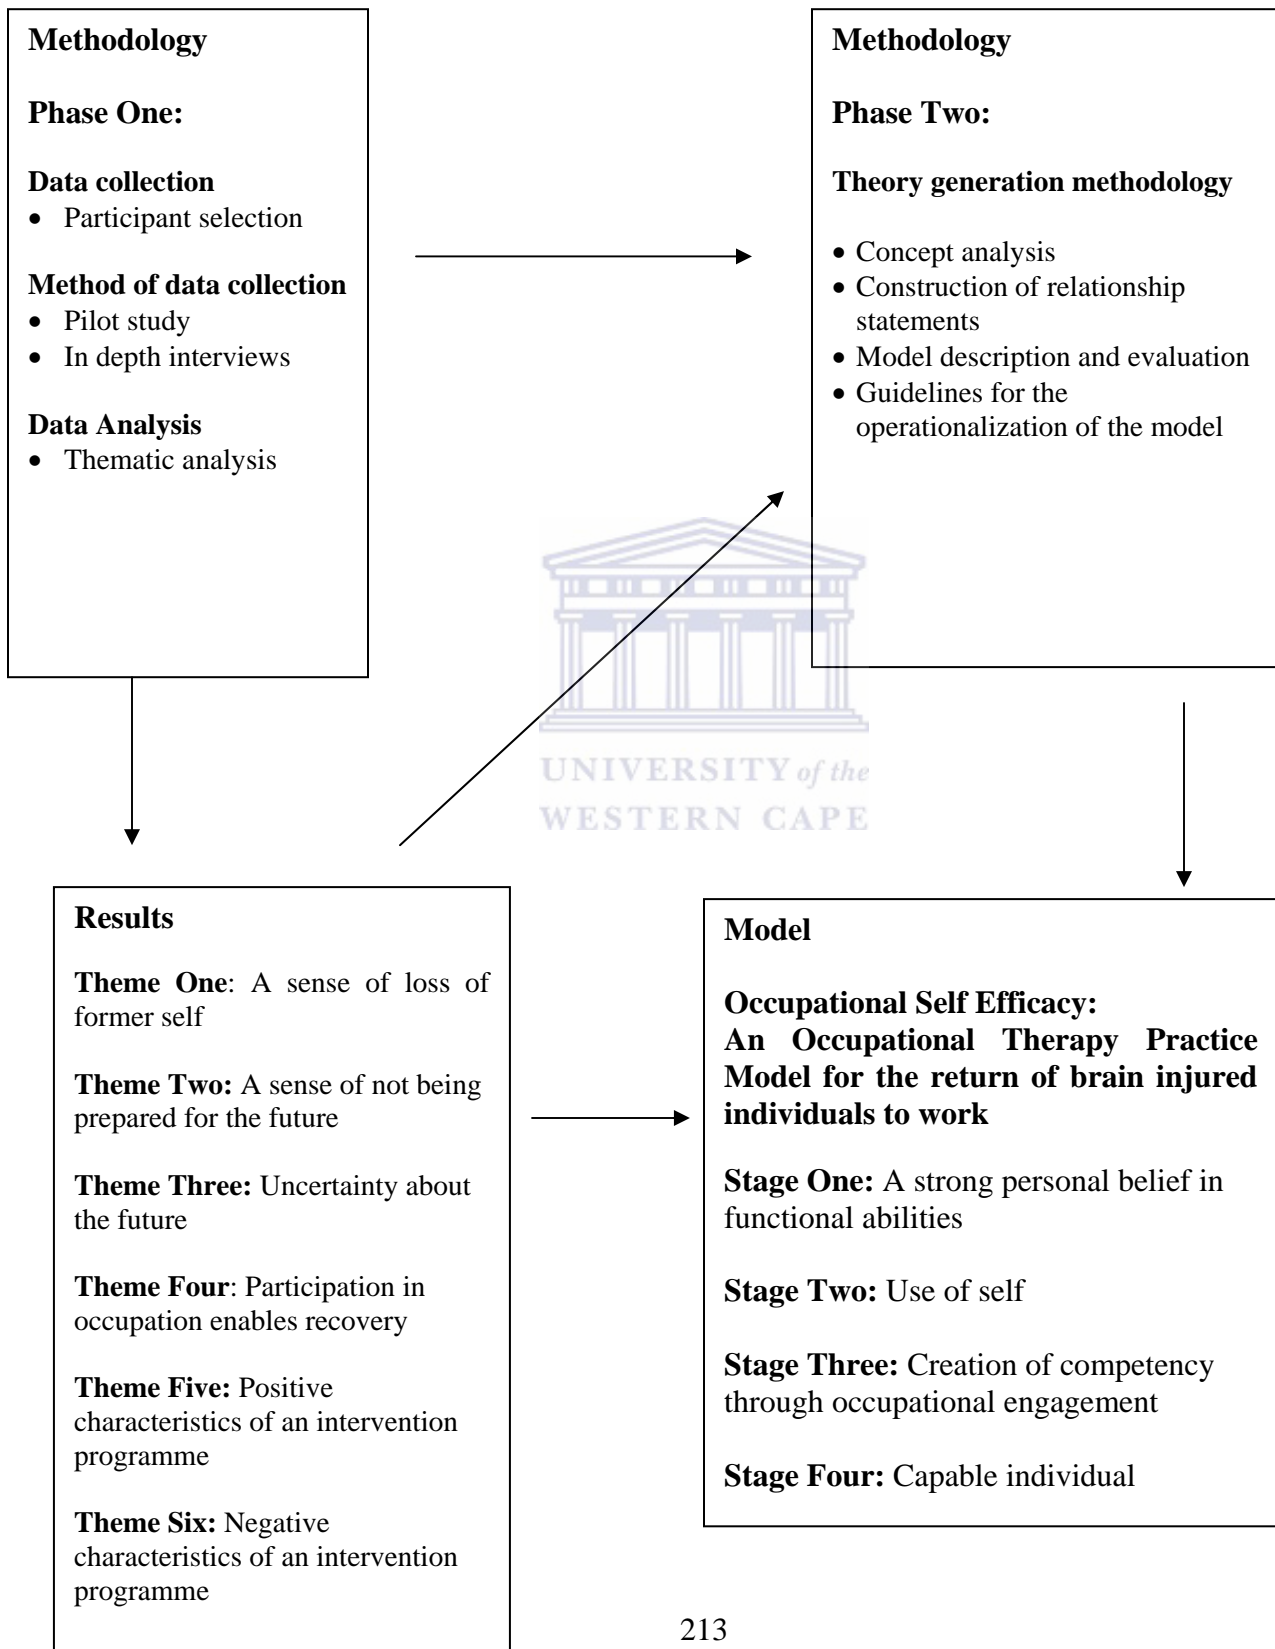 Methodology
Phase One:
Data collection
• Participant selection
Method of data collection
• Pilot study
• In depth interviews
Data Analysis
• Thematic analysis
Methodology
Phase Two:
Theory generation methodology
• Concept analysis
• Construction of relationship
statements
• Model description and evaluation
• Guidelines for the
operationalization of the model
UNIVERSITY of the
WESTERN CAPE
Results
Theme One: A sense of loss of
former self
Theme Two: A sense of not being
prepared for the future
Theme Three: Uncertainty about
the future
Theme Four: Participation in
occupation enables recovery
Theme Five: Positive
characteristics of an intervention
programme
Theme Six: Negative
characteristics of an intervention
programme
Model
Occupational Self Efficacy:
An Occupational Therapy Practice
Model for the return of brain injured
individuals to work
Stage One: A strong personal belief in
functional abilities
Stage Two: Use of self
Stage Three: Creation of competency
through occupational engagement
Stage Four: Capable individual
213